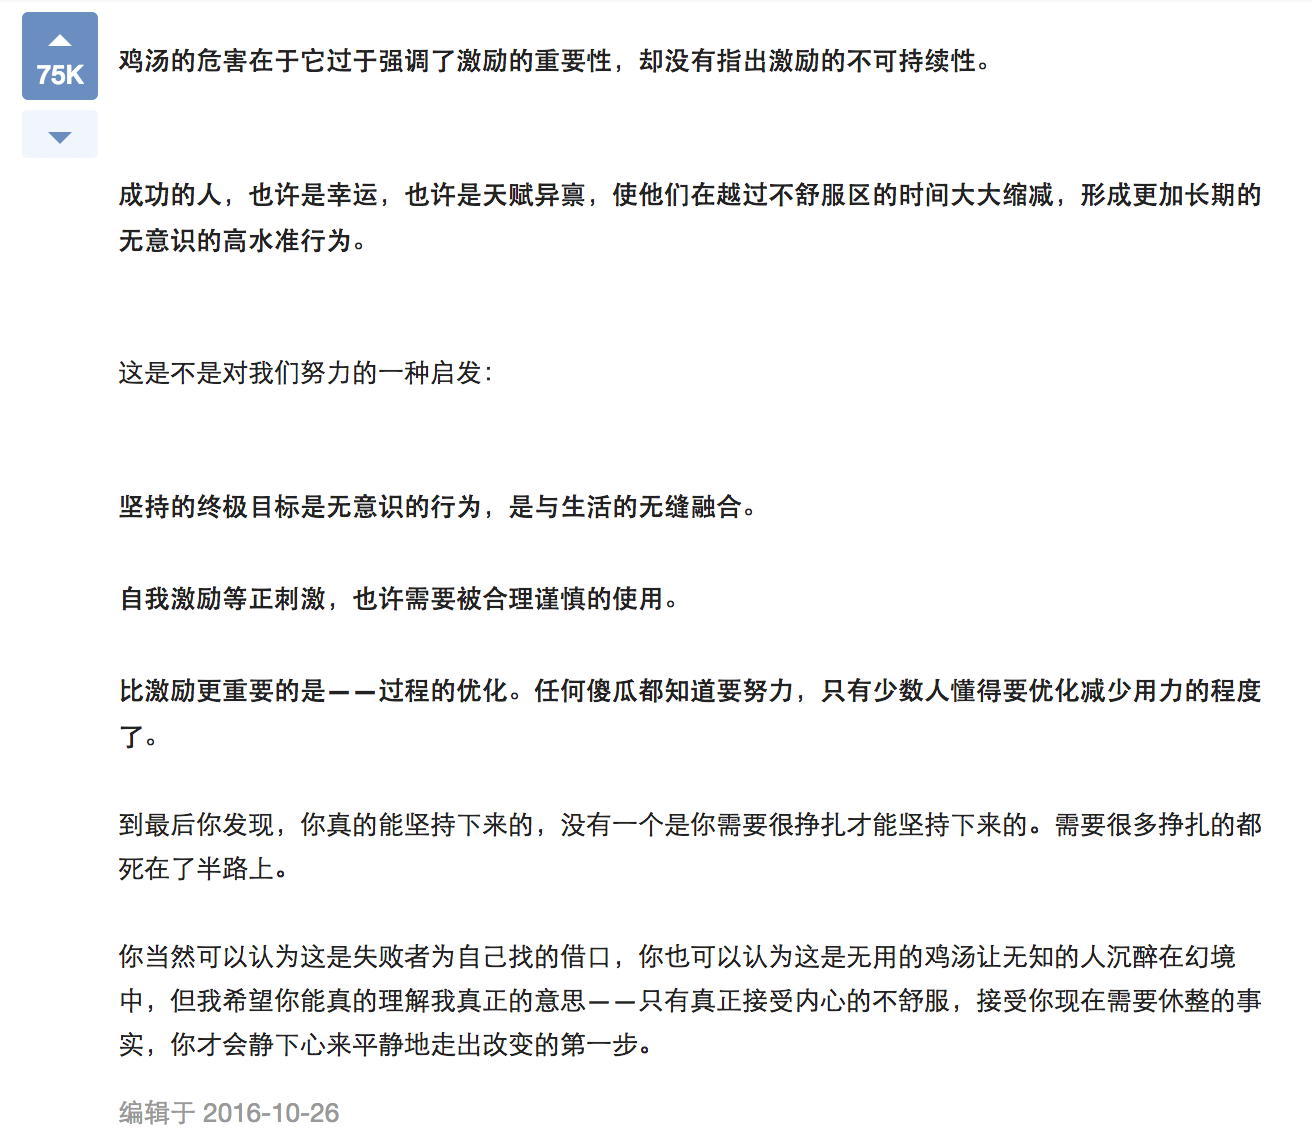 75K
鸡汤的危害在于它过于强调了激励的重要性，却没有指出激励的不可持续性。
成功的人，也许是幸运，也许是天赋异禀，使他们在越过不舒服区的时间大大缩减，形成更加长期的
无意识的高水准行为。
这是不是对我们努力的一种启发：
坚持的终极目标是无意识的行为，是与生活的无缝融合。
自我激励等正刺激，也许需要被合理谨慎的使用。
比激励更重要的是——过程的优化。任何傻瓜都知道要努力，只有少数人懂得要优化减少用力的程度
了。
到最后你发现，你真的能坚持下来的，没有一个是你需要很挣扎才能坚持下来的。需要很多挣扎的都
死在了半路上。
你当然可以认为这是失败者为自己找的借口，你也可以认为这是无用的鸡汤让无知的人沉醉在幻境
中，但我希望你能真的理解我真正的意思——只有真正接受内心的不舒服，接受你现在需要休整的事
实，你才会静下心来平静地走出改变的第一步。
编辑于 2016-10-26